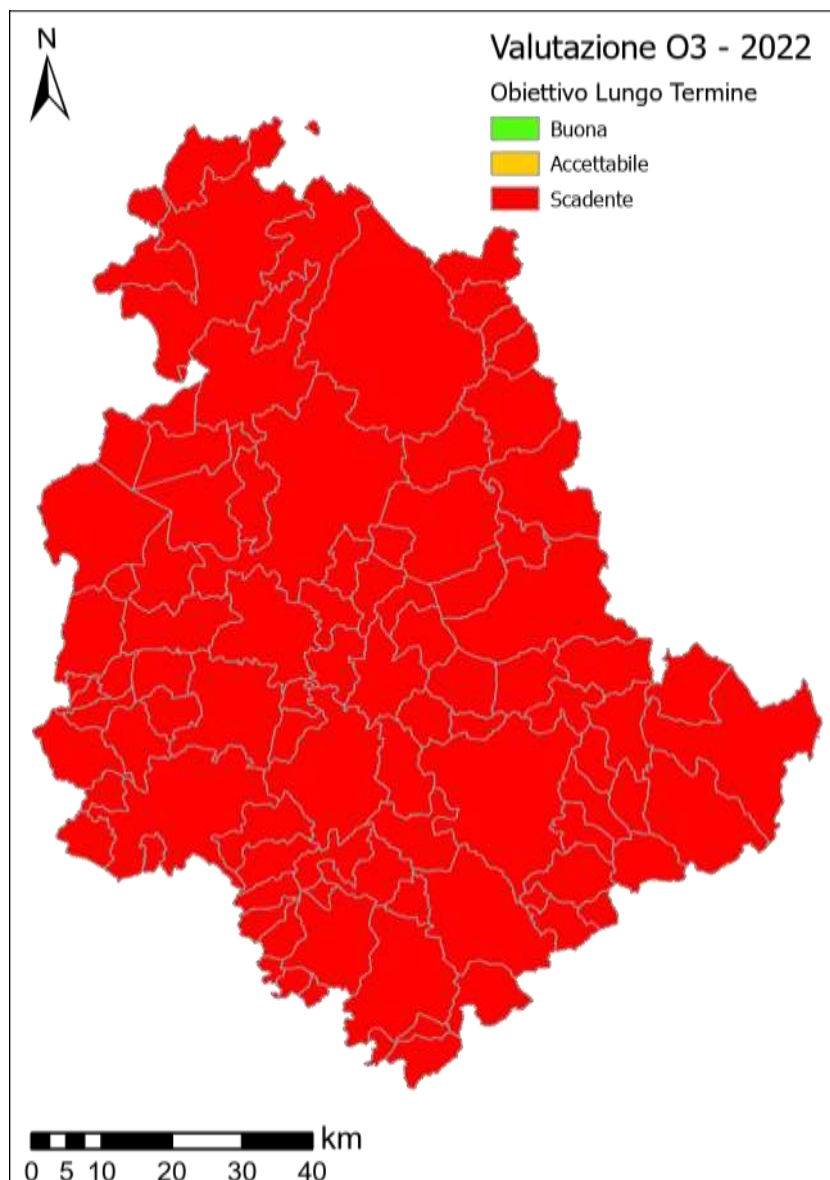 N
Valutazione O3 - 2022
Obiettivo Lungo Termine
Buona
Accettabile
Scadente
km
0 5 10 20 30 40